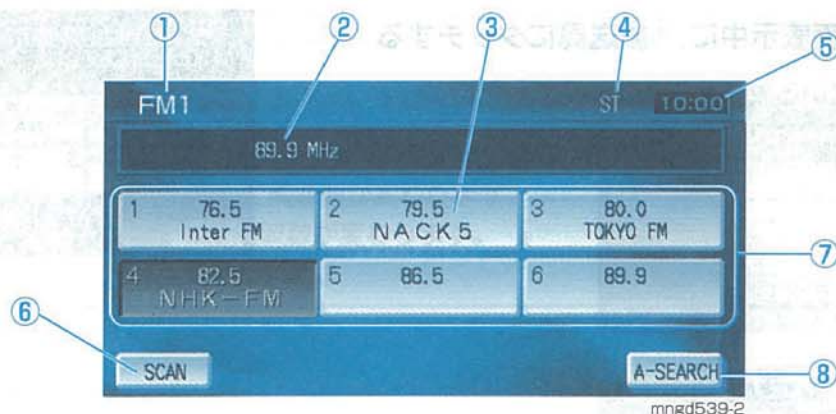 ① ② ③ ④ ⑤
FM1 ST 10:00
89.9 MHz
1 76.5 Inter FM
2 79.5 NACK5
3 80.0 TOKYO FM
4 82.5 NHK-FM
5 86.5
6 89.9
⑦
⑥ SCAN A-SEARCH ⑧
mngd539-2